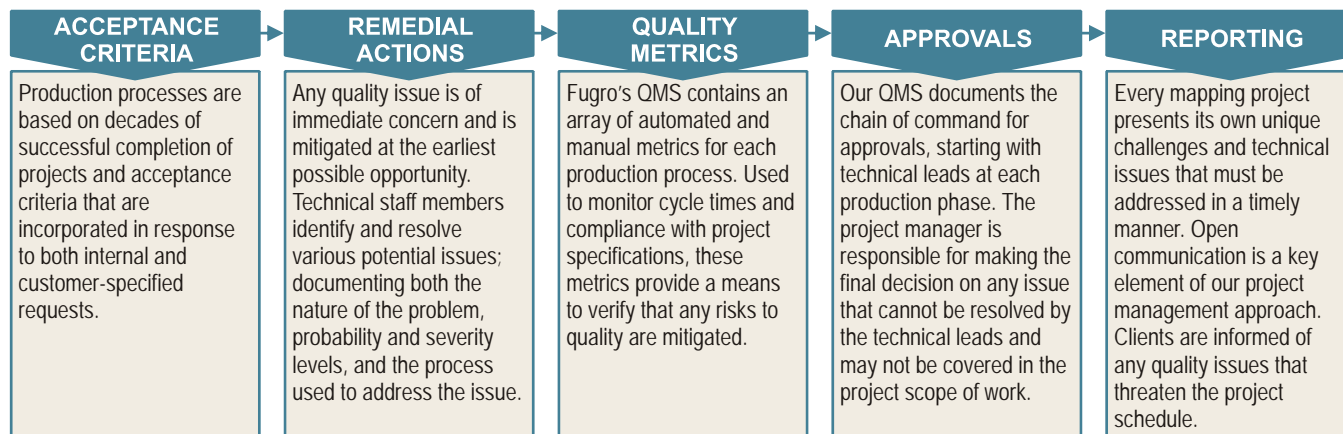 ACCEPTANCE
CRITERIA
Production processes are
based on decades of
successful completion of
projects and acceptance
criteria that are
incorporated in response
to both internal and
customer-specified
requests.
REMEDIAL
ACTIONS
Any quality issue is of
immediate concern and is
mitigated at the earliest
possible opportunity.
Technical staff members
identify and resolve
various potential issues;
documenting both the
nature of the problem,
probability and severity
levels, and the process
used to address the issue.
QUALITY
METRICS
Fugro’s QMS contains an
array of automated and
manual metrics for each
production process. Used
to monitor cycle times and
compliance with project
specifications, these
metrics provide a means
to verify that any risks to
quality are mitigated.
APPROVALS
Our QMS documents the
chain of command for
approvals, starting with
technical leads at each
production phase. The
project manager is
responsible for making the
final decision on any issue
that cannot be resolved by
the technical leads and
may not be covered in the
project scope of work.
REPORTING
Every mapping project
presents its own unique
challenges and technical
issues that must be
addressed in a timely
manner. Open
communication is a key
element of our project
management approach.
Clients are informed of
any quality issues that
threaten the project
schedule.